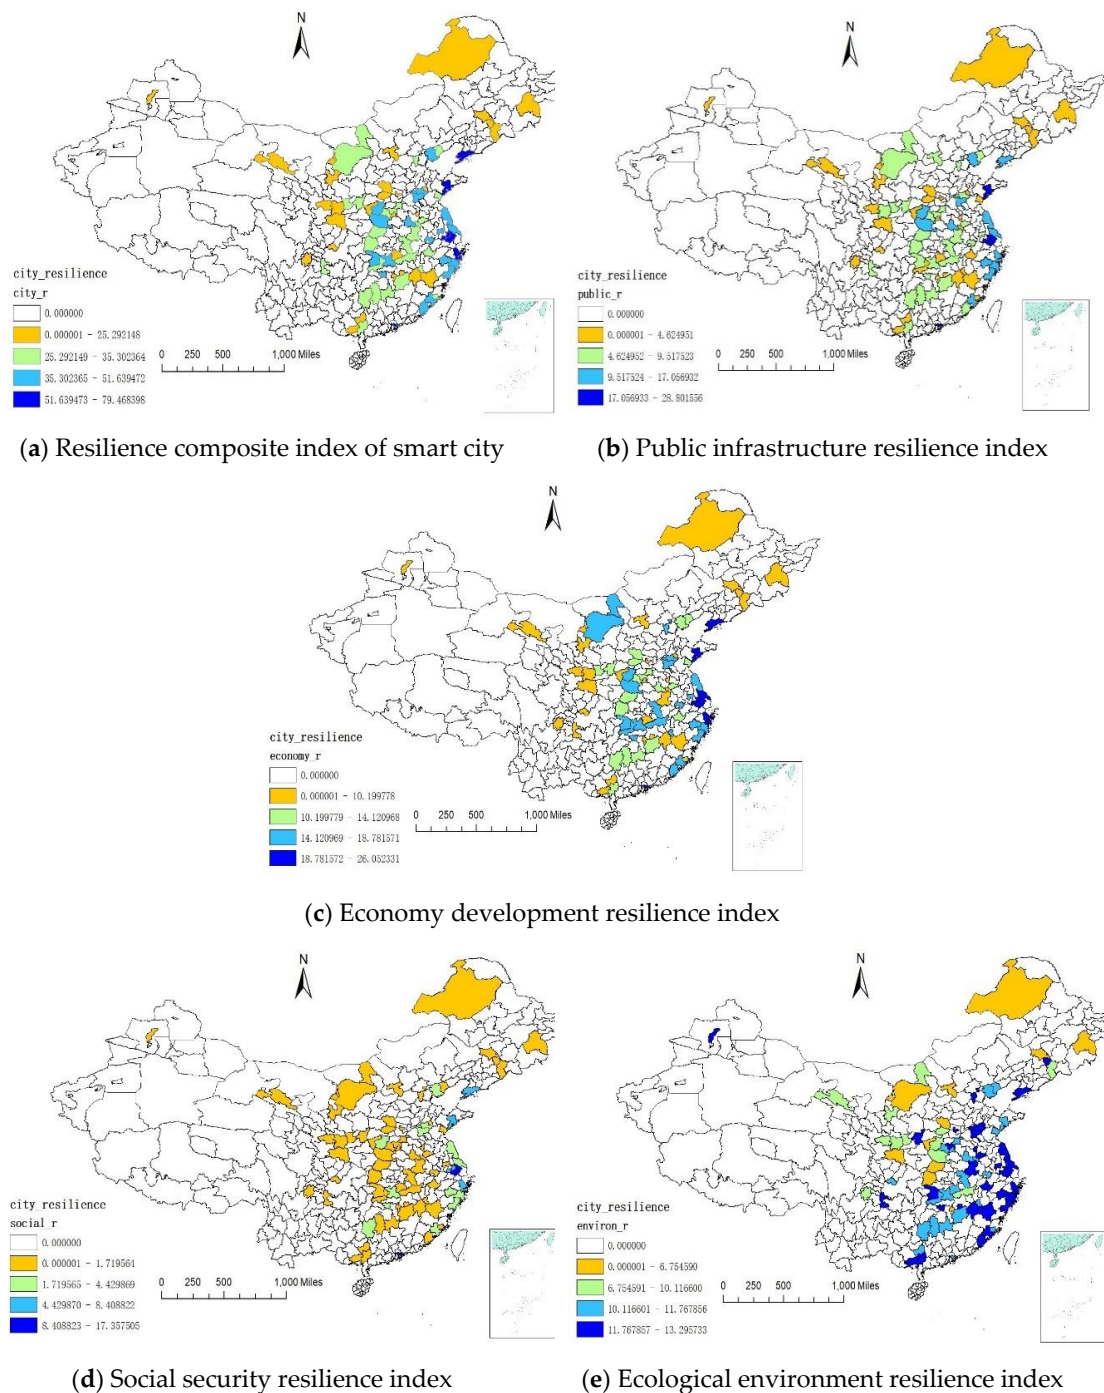 N
city_resilience
city_r
0.000000
0.000001 - 25.292148
25.292149 - 35.302364
35.302365 - 51.639472
51.639473 - 79.468398
0 250 500 1,000 Miles
(a) Resilience composite index of smart city
N
city_resilience
public_r
0.000000
0.000001 - 4.624951
4.624952 - 9.517523
9.517524 - 17.056932
17.056933 - 28.801556
0 250 500 1,000 Miles
(b) Public infrastructure resilience index
N
city_resilience
economy_r
0.000000
0.000001 - 10.199778
10.199779 - 14.120968
14.120969 - 18.781571
18.781572 - 26.052331
0 250 500 1,000 Miles
(c) Economy development resilience index
N
city_resilience
social_r
0.000000
0.000001 - 1.719564
1.719565 - 4.429869
4.429870 - 8.408822
8.408823 - 17.357505
0 250 500 1,000 Miles
(d) Social security resilience index
N
city_resilience
environ_r
0.000000
0.000001 - 6.754590
6.754591 - 10.116600
10.116601 - 11.767856
11.767857 - 13.295733
0 250 500 1,000 Miles
(e) Ecological environment resilience index